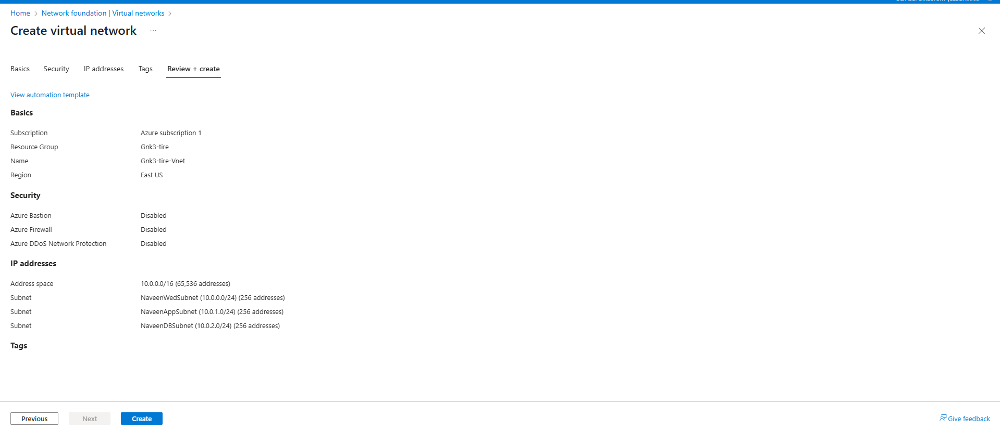 Home > Network foundation | Virtual networks >
Create virtual network ...
Basics Security IP addresses Tags Review + create
View automation template
Basics
Subscription Azure subscription 1
Resource Group Gnk3-tire
Name Gnk3-tire-Vnet
Region East US
Security
Azure Bastion Disabled
Azure Firewall Disabled
Azure DDoS Network Protection Disabled
IP addresses
Address space 10.0.0.0/16 (65,536 addresses)
Subnet NaveenWedSubnet (10.0.0.0/24) (256 addresses)
Subnet NaveenAppSubnet (10.0.1.0/24) (256 addresses)
Subnet NaveenDBSubnet (10.0.2.0/24) (256 addresses)
Tags
Previous Next Create Give feedback